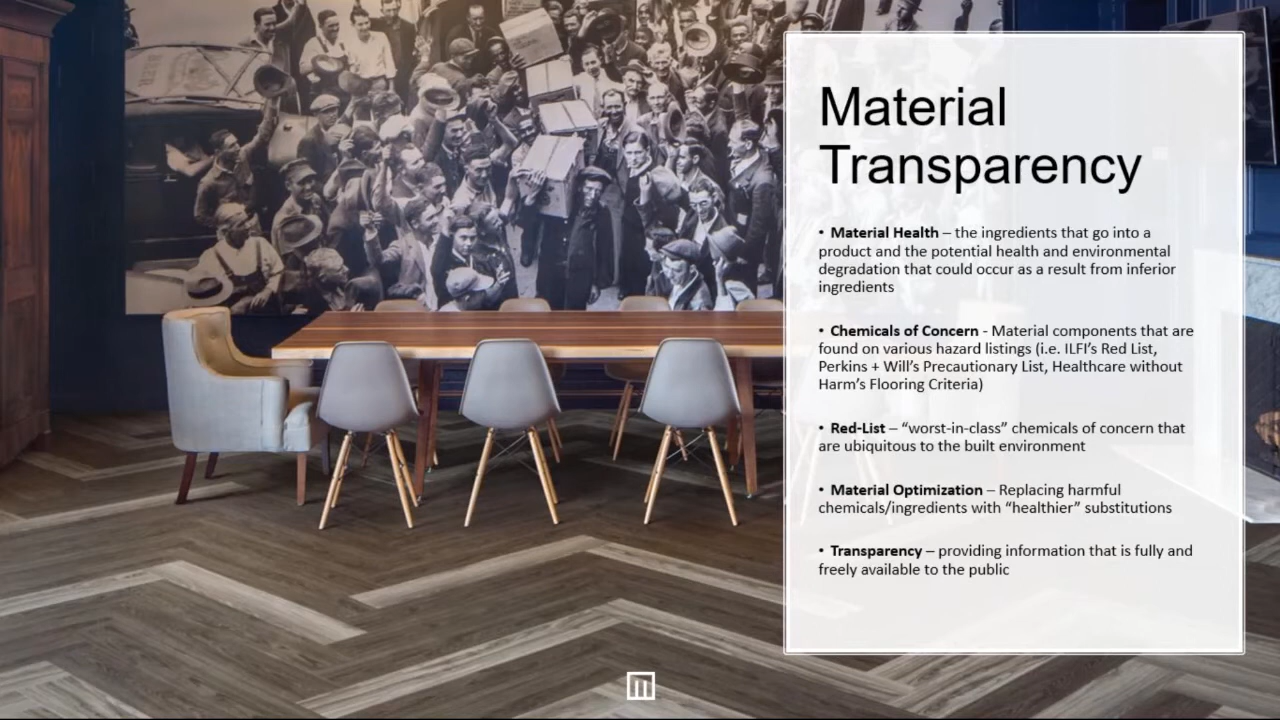 Material
Transparency
• Material Health – the ingredients that go into a
product and the potential health and environmental
degradation that could occur as a result from inferior
ingredients
• Chemicals of Concern - Material components that are
found on various hazard listings (i.e. ILFI’s Red List,
Perkins + Will’s Precautionary List, Healthcare without
Harm’s Flooring Criteria)
• Red-List – “worst-in-class” chemicals of concern that
are ubiquitous to the built environment
• Material Optimization – Replacing harmful
chemicals/ingredients with “healthier” substitutions
• Transparency – providing information that is fully and
freely available to the public